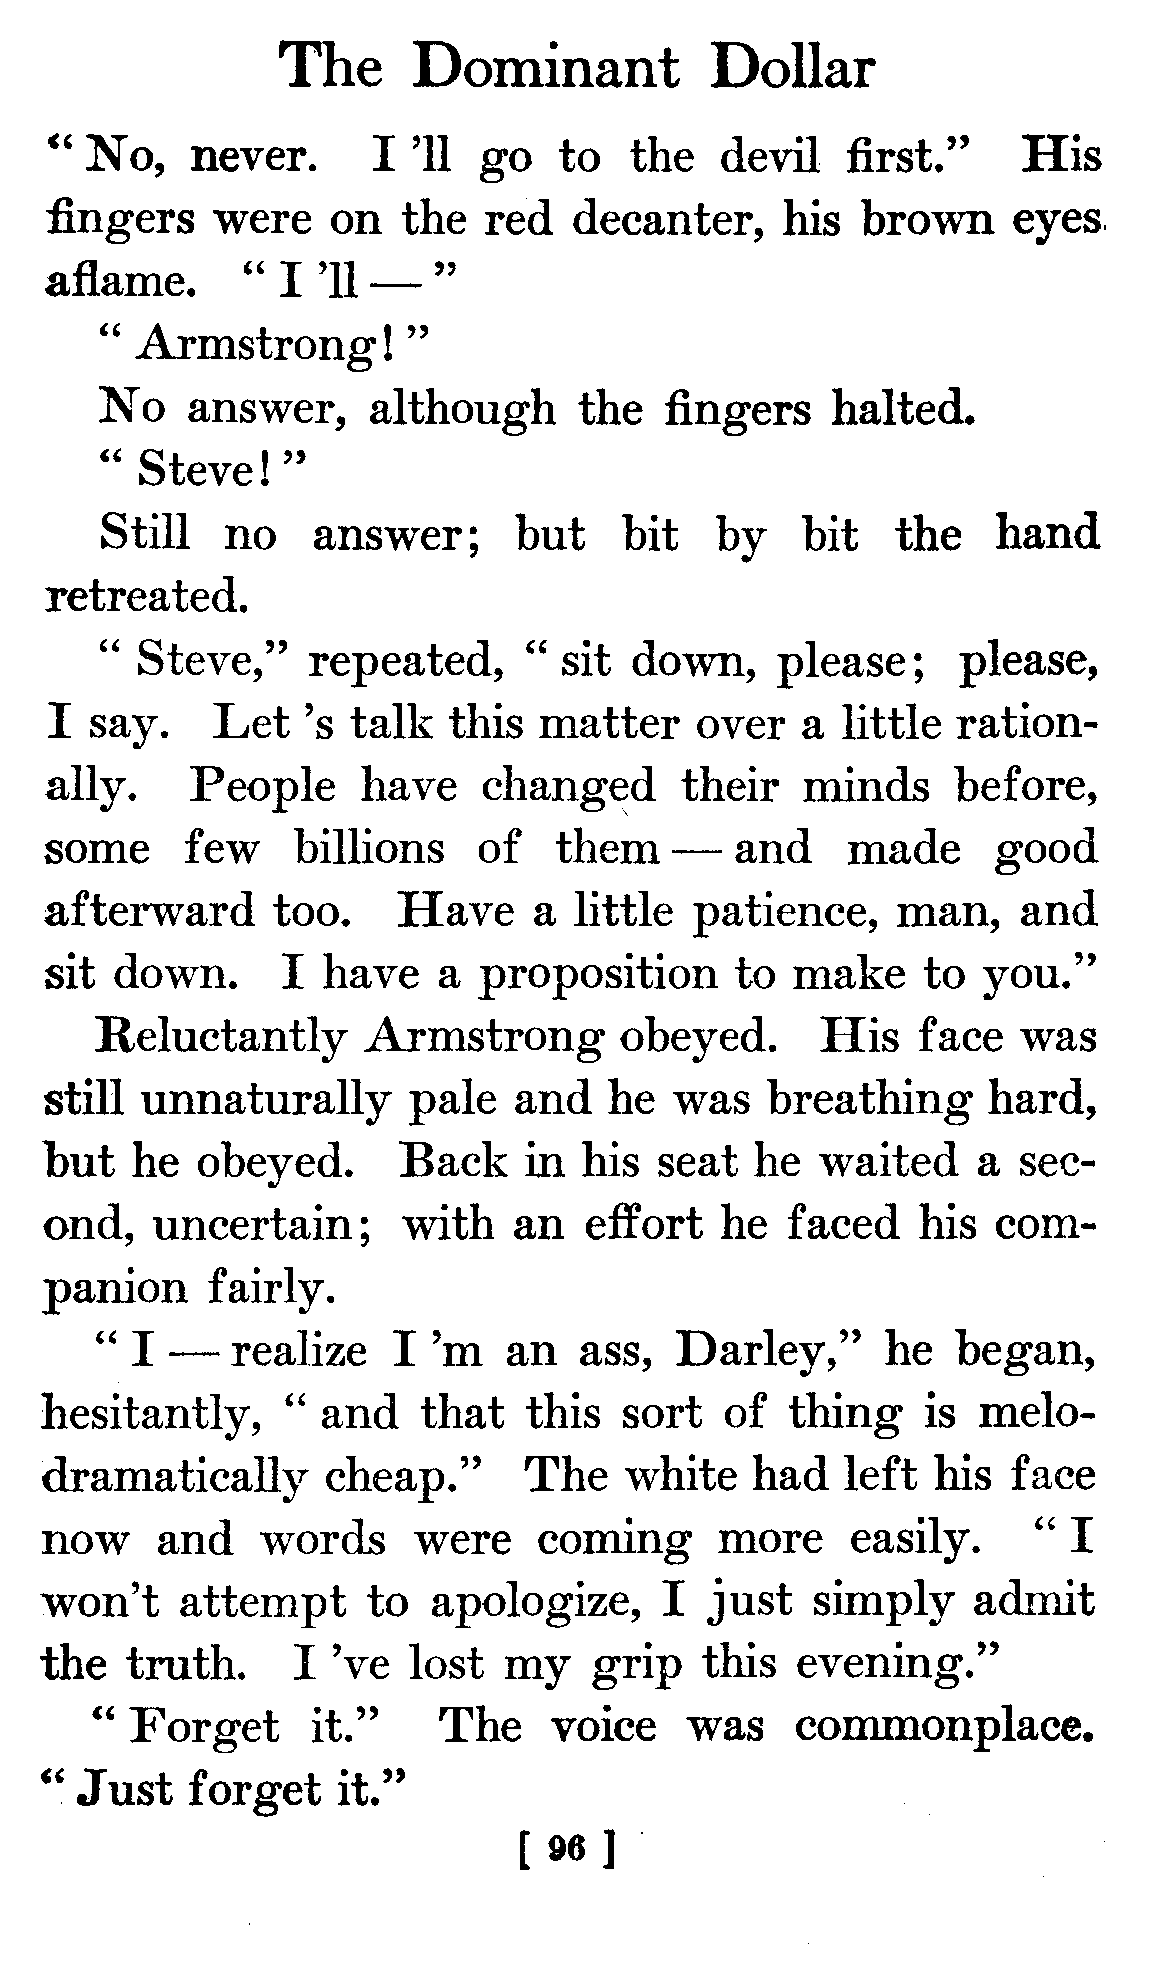 The Dominant Dollar
“ No, never. I ’ll go to the devil first.” His
fingers were on the red decanter, his brown eyes
aflame. “ I ’ll — ”
“ Armstrong! ”
No answer, although the fingers halted.
“ Steve! ”
Still no answer; but bit by bit the hand
retreated.
“ Steve,” repeated, “ sit down, please; please,
I say. Let ’s talk this matter over a little ration-
ally. People have changed their minds before,
some few billions of them — and made good
afterward too. Have a little patience, man, and
sit down. I have a proposition to make to you.”
Reluctantly Armstrong obeyed. His face was
still unnaturally pale and he was breathing hard,
but he obeyed. Back in his seat he waited a sec-
ond, uncertain; with an effort he faced his com-
panion fairly.
“ I — realize I ’m an ass, Darley,” he began,
hesitantly, “ and that this sort of thing is melo-
dramatically cheap.” The white had left his face
now and words were coming more easily. “ I
won’t attempt to apologize, I just simply admit
the truth. I ’ve lost my grip this evening.”
“ Forget it.” The voice was commonplace.
“ Just forget it.”
[ 96 ]